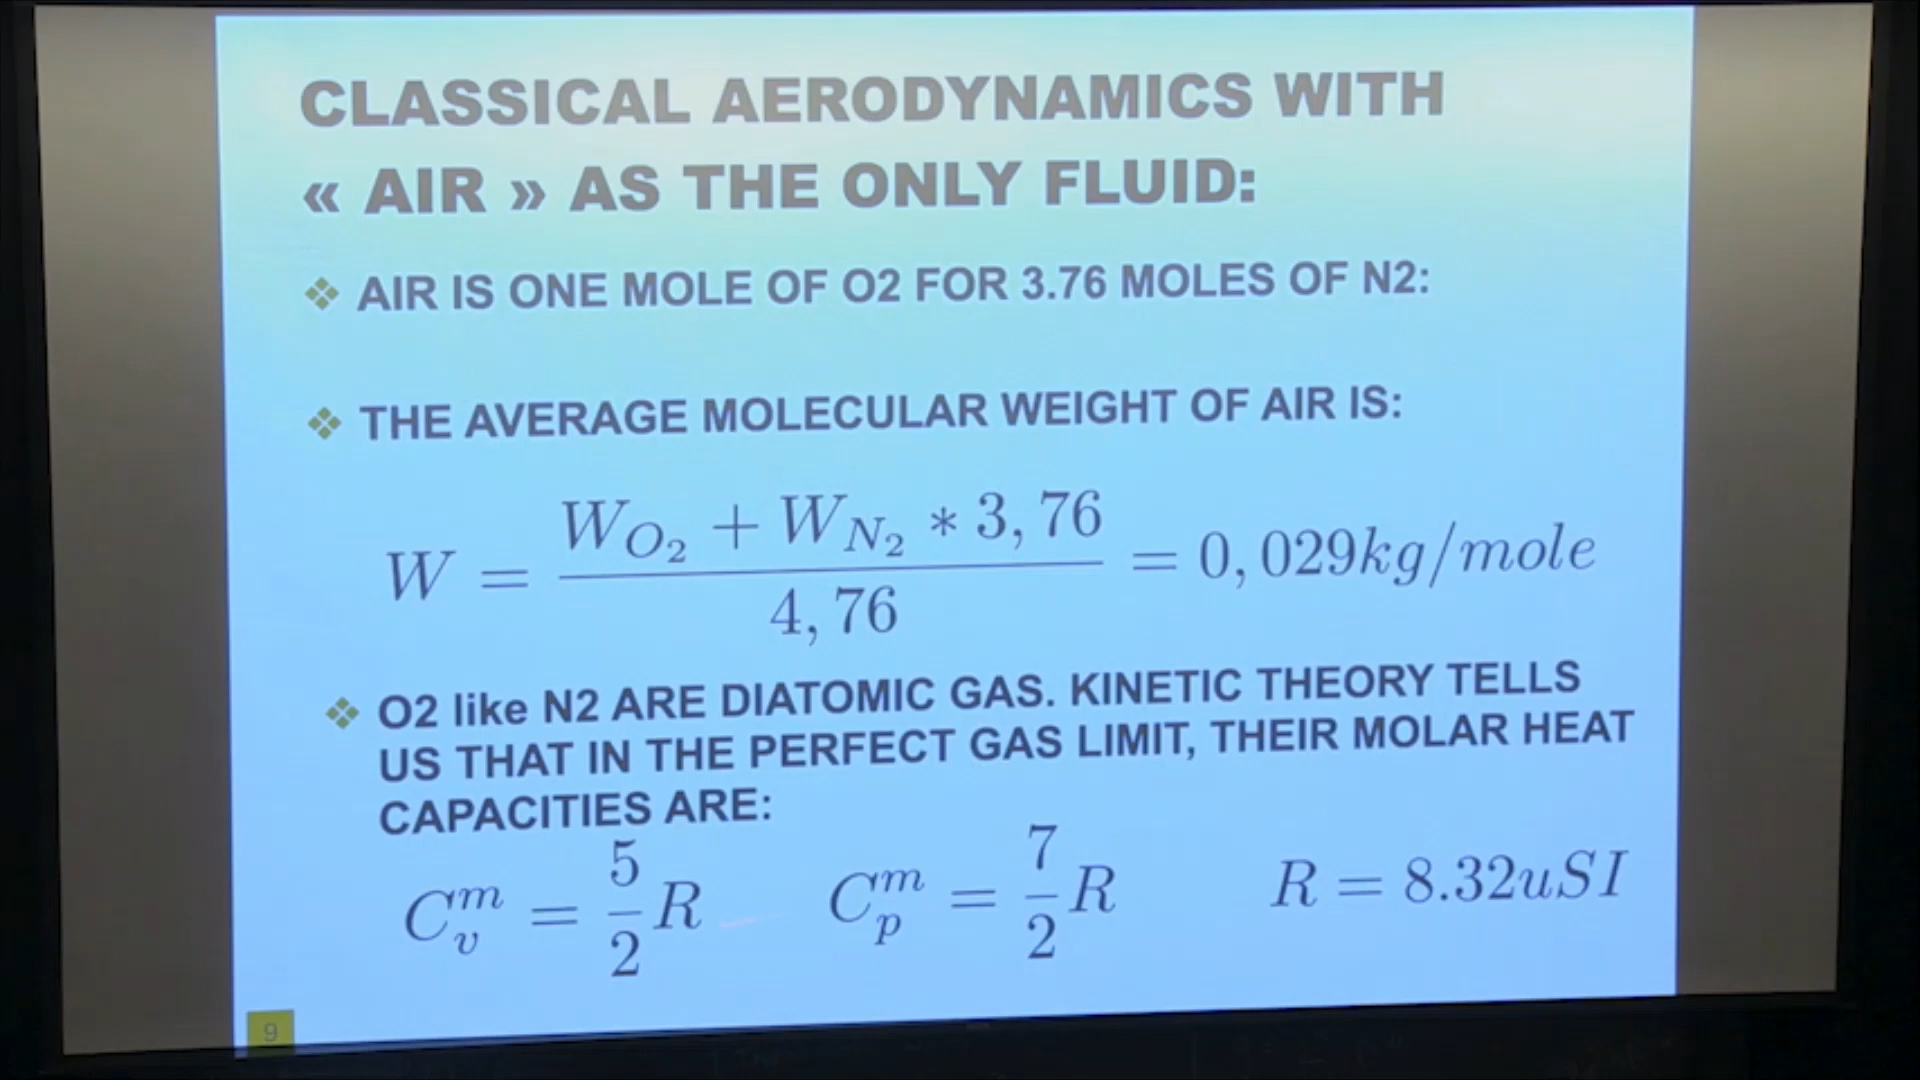 CLASSICAL AERODYNAMICS WITH
« AIR » AS THE ONLY FLUID:
❖ AIR IS ONE MOLE OF O2 FOR 3.76 MOLES OF N2:
❖ THE AVERAGE MOLECULAR WEIGHT OF AIR IS:
W = \frac{W_{O_2} + W_{N_2} * 3,76}{4,76} = 0,029kg/mole
❖ O2 like N2 ARE DIATOMIC GAS. KINETIC THEORY TELLS
US THAT IN THE PERFECT GAS LIMIT, THEIR MOLAR HEAT
CAPACITIES ARE:
C_v^m = \frac{5}{2}R C_p^m = \frac{7}{2}R R = 8.32uSI
9